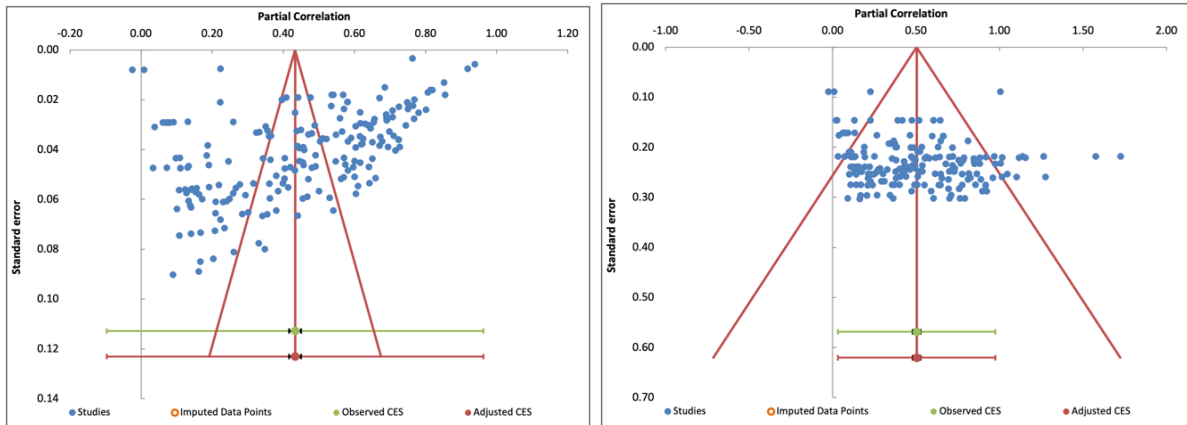 Partial Correlation
-0.20 0.00 0.20 0.40 0.60 0.80 1.00 1.20
0.00
0.02
0.04
0.06
0.08
0.10
0.12
0.14
Standard error
Studies Imputed Data Points Observed CES Adjusted CES
Partial Correlation
-1.00 -0.50 0.00 0.50 1.00 1.50 2.00
0.00
0.10
0.20
0.30
0.40
0.50
0.60
0.70
Standard error
Studies Imputed Data Points Observed CES Adjusted CES